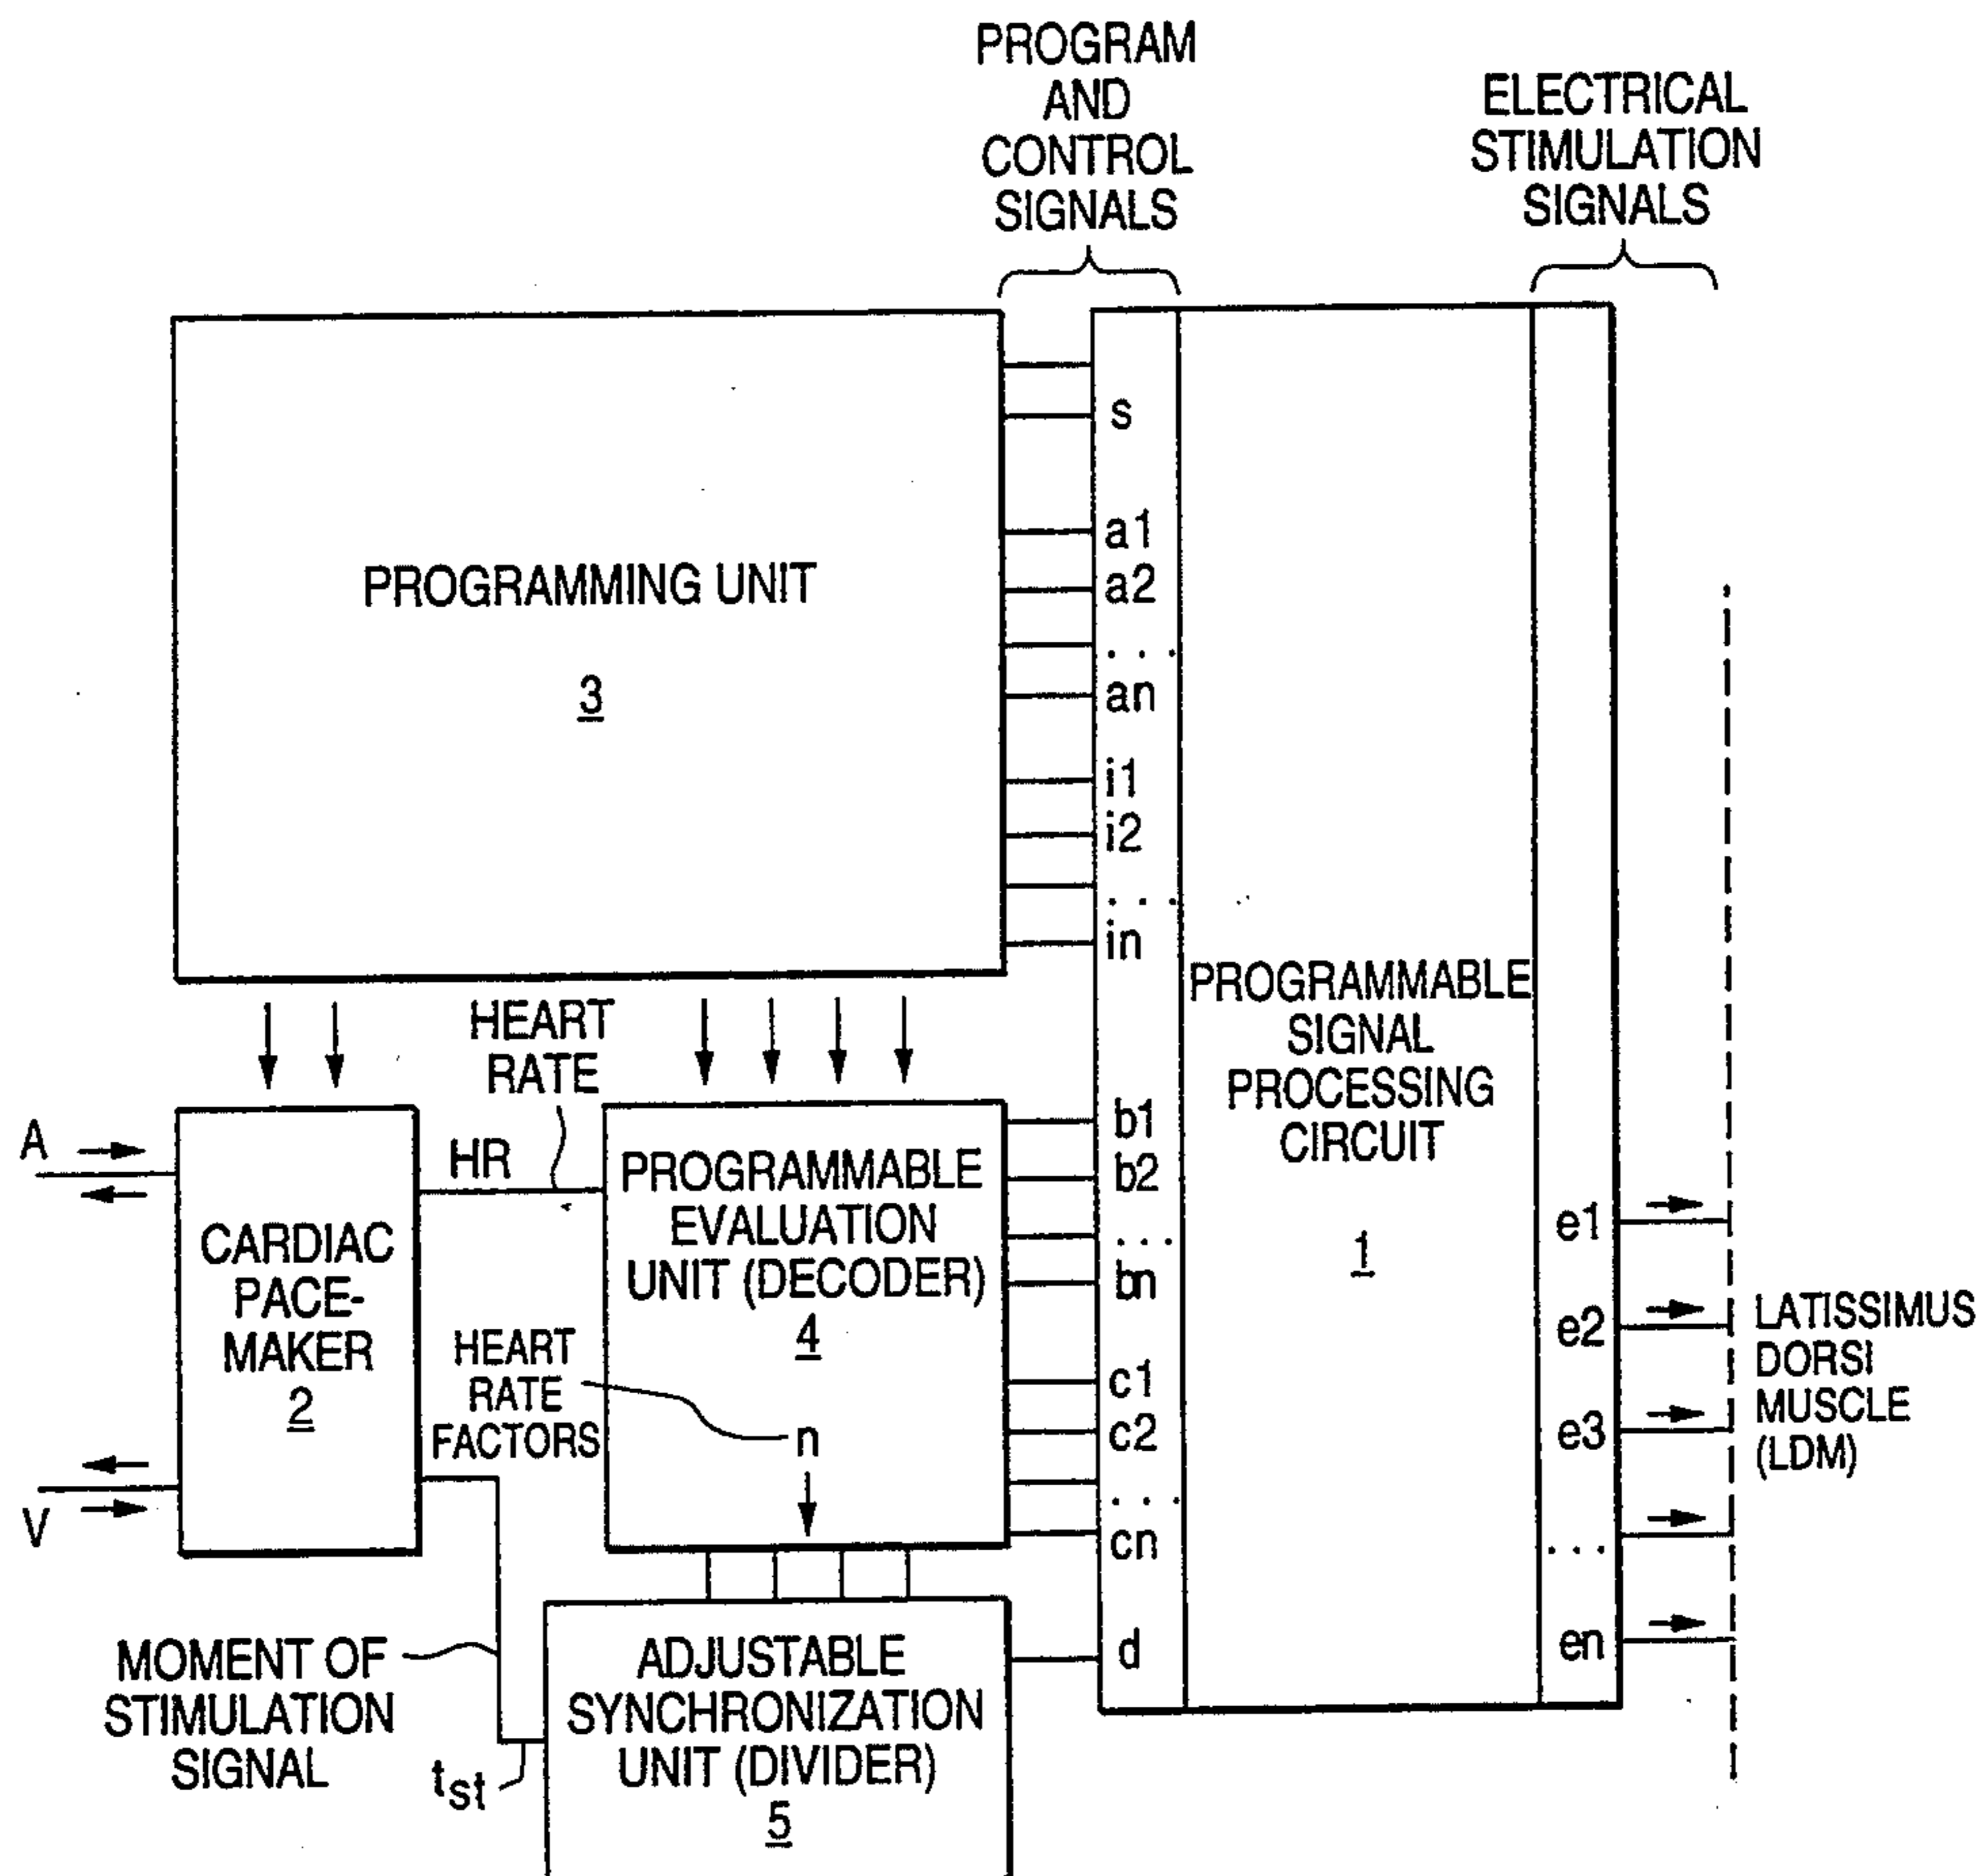 PROGRAM
AND
CONTROL
SIGNALS
ELECTRICAL
STIMULATION
SIGNALS
PROGRAMMING UNIT
3
s
a1
a2
. . .
an
i1
i2
. . .
in
HEART
RATE
PROGRAMMABLE
SIGNAL
PROCESSING
CIRCUIT
1
A
V
CARDIAC
PACE-
MAKER
2
HR
PROGRAMMABLE
EVALUATION
UNIT (DECODER)
4
HEART
RATE
FACTORS
n
b1
b2
. . .
bn
c1
c2
. . .
cn
d
e1
e2
e3
. . .
en
LATISSIMUS
DORSI
MUSCLE
(LDM)
MOMENT OF
STIMULATION
SIGNAL
tst
ADJUSTABLE
SYNCHRONIZATION
UNIT (DIVIDER)
5